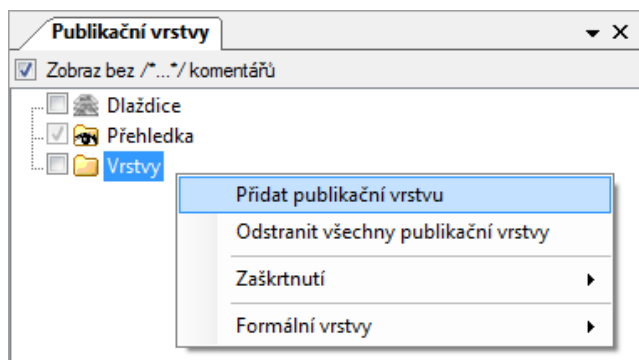 Publikační vrstvy
Zobraz bez /*...*/ komentářů
Dlaždice
Přehledka
Vrstvy
Přidat publikační vrstvu
Odstranit všechny publikační vrstvy
Zaškrtnutí
Formální vrstvy